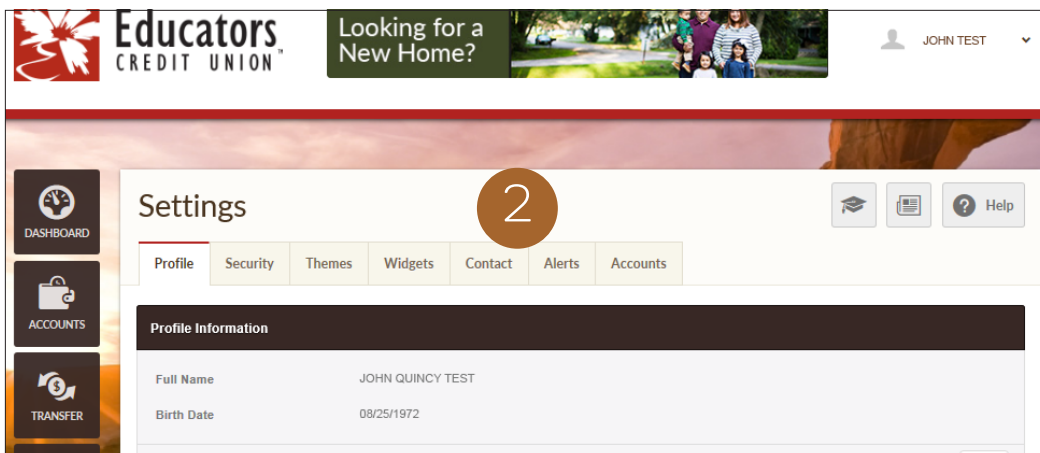 Educators
CREDIT UNION™
Looking for a
New Home?
JOHN TEST
Settings
2
Help
DASHBOARD
Profile Security Themes Widgets Contact Alerts Accounts
ACCOUNTS
Profile Information
Full Name JOHN QUINCY TEST
TRANSFER
Birth Date 08/25/1972